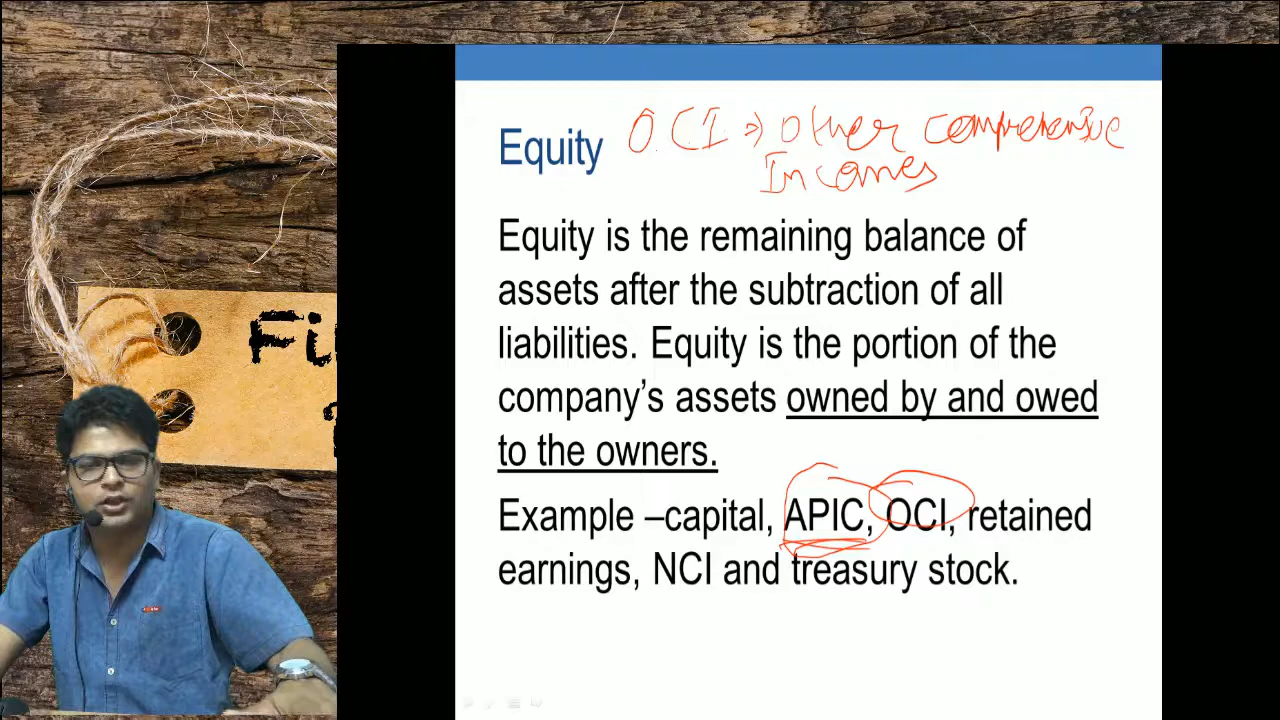 Equity O.C.I. ⇒ Other comprehensive
Incomes
Equity is the remaining balance of
assets after the subtraction of all
liabilities. Equity is the portion of the
company’s assets owned by and owed
to the owners.
Example –capital, APIC, OCI, retained
earnings, NCI and treasury stock.
Fi